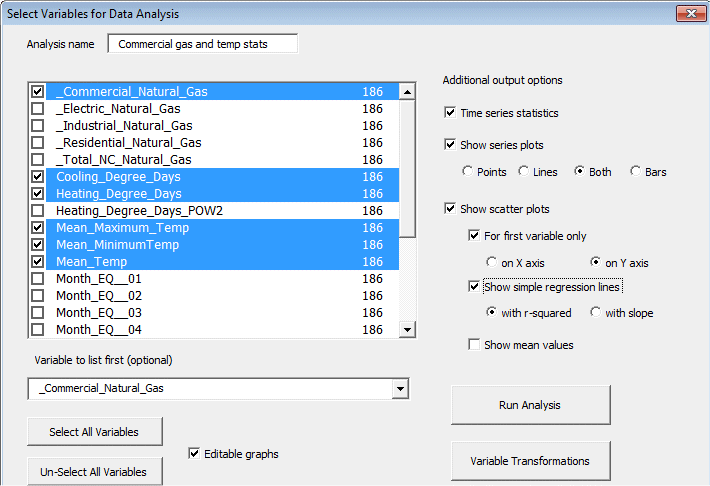 Select Variables for Data Analysis
Analysis name Commercial gas and temp stats
_Commercial_Natural_Gas 186
_Electric_Natural_Gas 186
_Industrial_Natural_Gas 186
_Residential_Natural_Gas 186
_Total_NC_Natural_Gas 186
Cooling_Degree_Days 186
Heating_Degree_Days 186
Heating_Degree_Days_POW2 186
Mean_Maximum_Temp 186
Mean_MinimumTemp 186
Mean_Temp 186
Month_EQ__01 186
Month_EQ__02 186
Month_EQ__03 186
Month_EQ__04 186
Variable to list first (optional)
_Commercial_Natural_Gas
Select All Variables
Un-Select All Variables
Editable graphs
Additional output options
Time series statistics
Show series plots
Points Lines Both Bars
Show scatter plots
For first variable only
on X axis on Y axis
Show simple regression lines
with r-squared with slope
Show mean values
Run Analysis
Variable Transformations